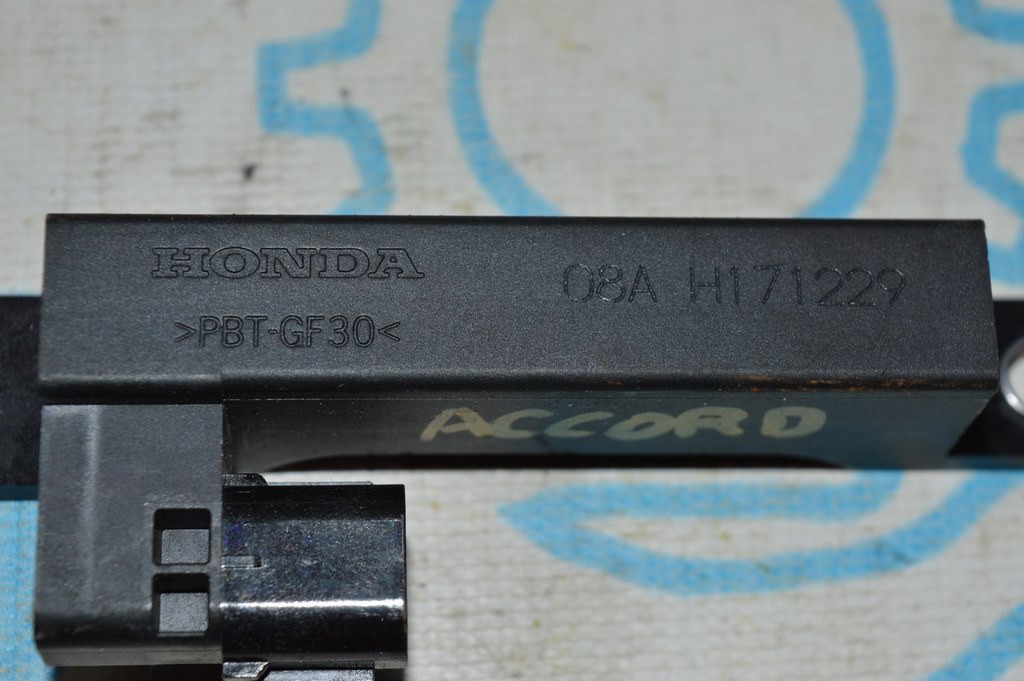 HONDA
08A H171229
>PBT-GF30<
ACCORD